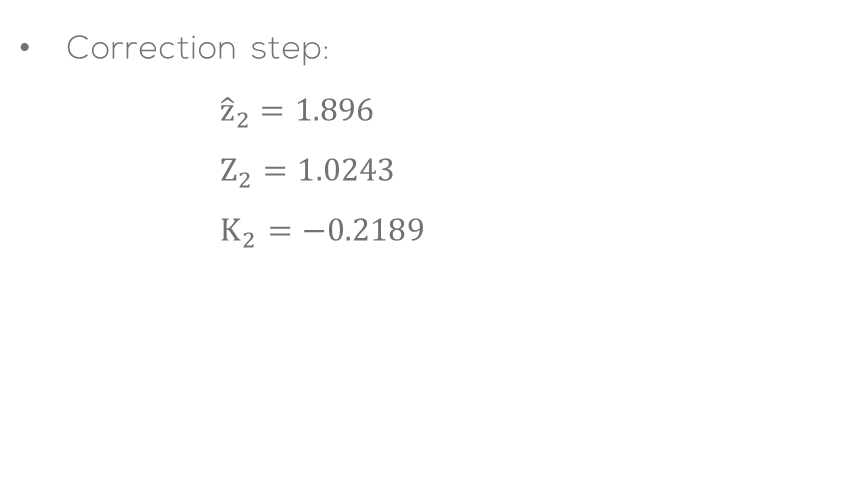 • Correction step:
ẑ₂ = 1.896
Z₂ = 1.0243
K₂ = −0.2189